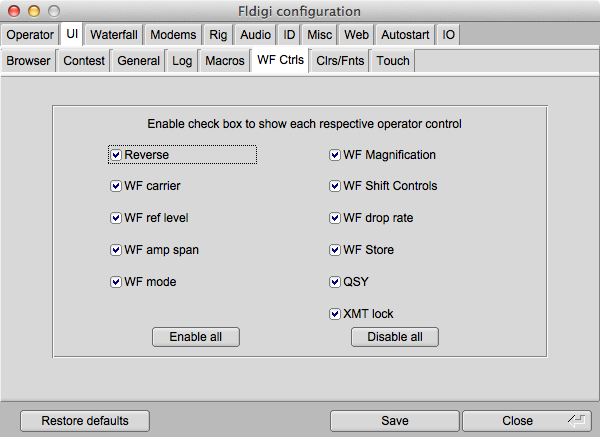 Fldigi configuration
Operator UI Waterfall Modems Rig Audio ID Misc Web Autostart IO
Browser Contest General Log Macros WF Ctrls Clrs/Fnts Touch
Enable check box to show each respective operator control
Reverse WF Magnification
WF carrier WF Shift Controls
WF ref level WF drop rate
WF amp span WF Store
WF mode QSY
XMT lock
Enable all Disable all
Restore defaults Save Close